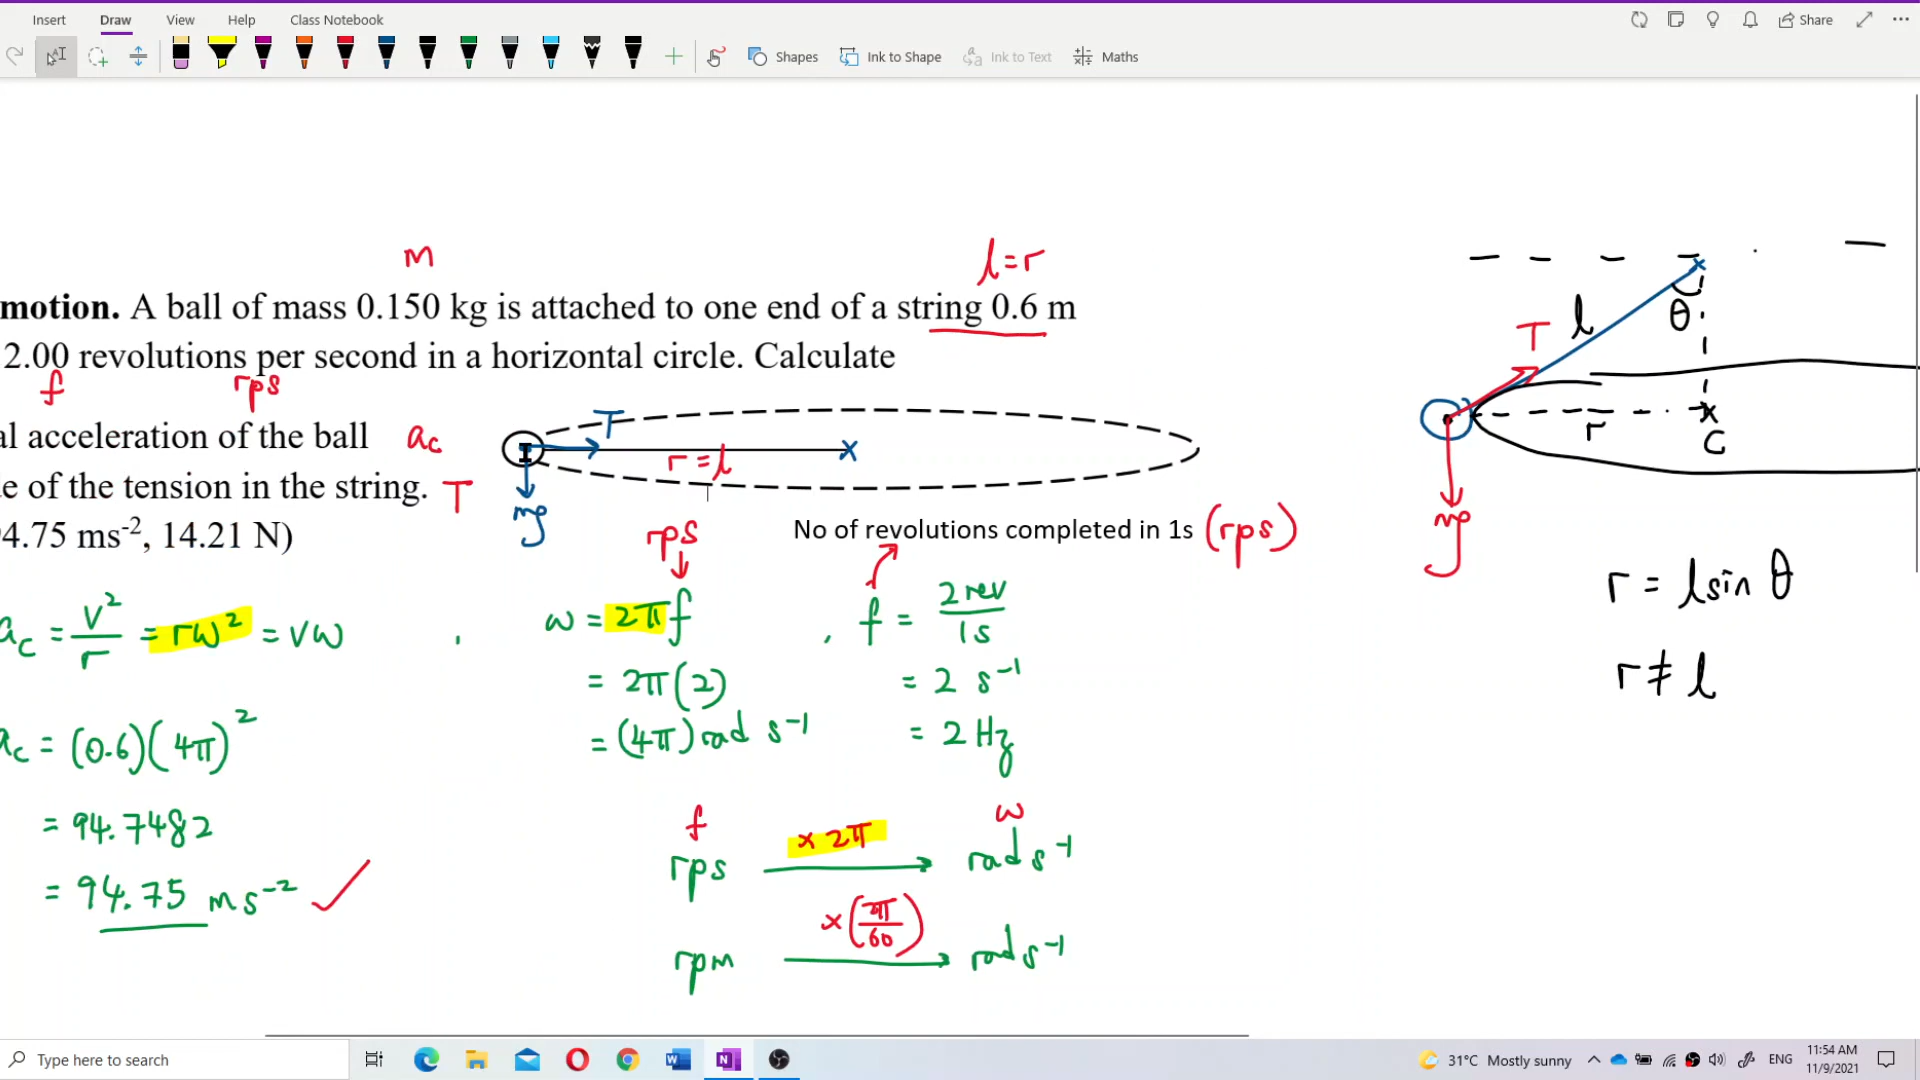 Insert Draw View Help Class Notebook Share
Shapes Ink to Shape Ink to Text Maths
m
l = r
motion. A ball of mass 0.150 kg is attached to one end of a string 0.6 m
2.00 revolutions per second in a horizontal circle. Calculate
f rps
al acceleration of the ball ac
e of the tension in the string. T
4.75 ms⁻², 14.21 N)
T
r = l
mg
No of revolutions completed in 1s (rps)
rps
ac = v²/r = rω² = vω , ω = 2πf , f = 2 rev/1s
= 2π(2)
= (4π) rad s⁻¹
= 2 s⁻¹
= 2 Hz
ac = (0.6)(4π)²
= 94.7482
= 94.75 ms⁻²
f ω
rps × 2π rad s⁻¹
rpm rad s⁻¹
θ
l
T
r
C
mg
r = l sin θ
r ≠ l
Type here to search
31°C Mostly sunny ENG
11:54 AM
11/9/2021